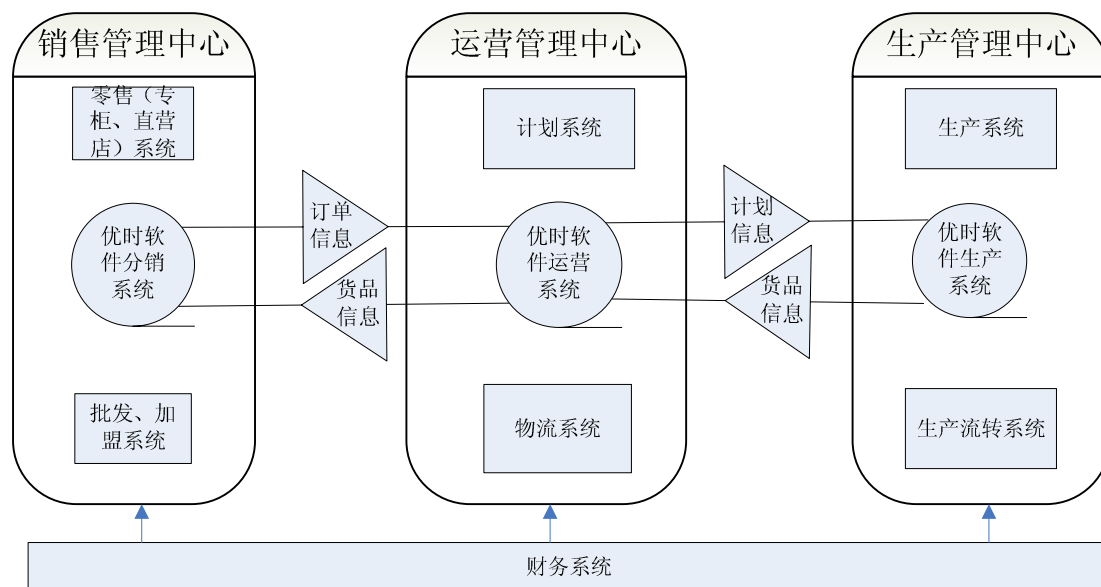 销售管理中心
零售（专
柜、直营
店）系统
优时软
件分销
系统
批发、加
盟系统
订单
信息
货品
信息
运营管理中心
计划系统
优时软
件运营
系统
物流系统
计划
信息
货品
信息
生产管理中心
生产系统
优时软
件生产
系统
生产流转系统
财务系统